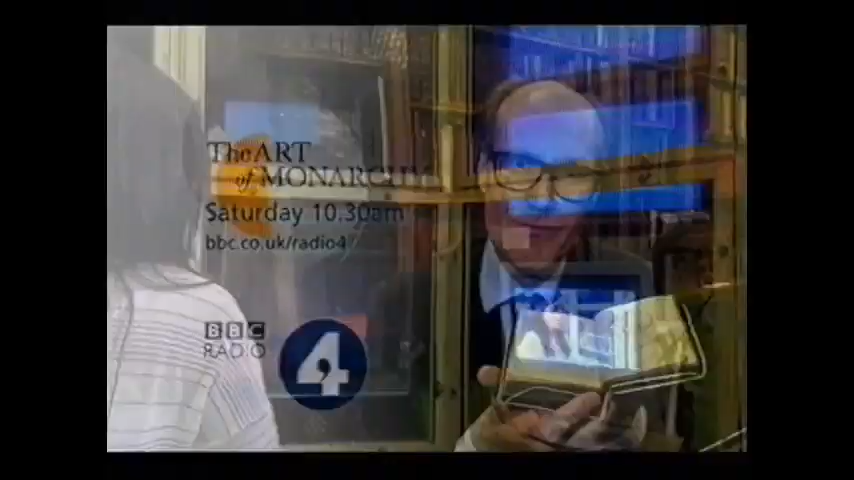 The ART
of MONARCHY
Saturday 10.30am
bbc.co.uk/radio4
BBC
RADIO
4